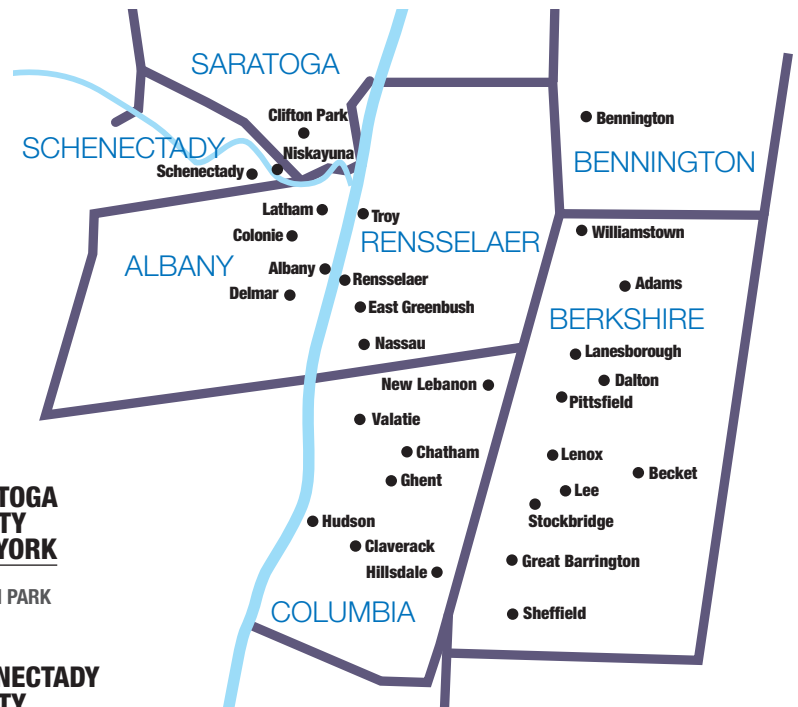 SARATOGA
Clifton Park
Bennington
SCHENECTADY
Niskayuna
BENNINGTON
Schenectady
Latham
Troy
Williamstown
Colonie
RENSSELAER
ALBANY
Albany
Rensselaer
Adams
Delmar
East Greenbush
BERKSHIRE
Nassau
Lanesborough
New Lebanon
Dalton
Pittsfield
Valatie
Chatham
Lenox
Ghent
Becket
Lee
TOGA
TY
YORK
Hudson
Stockbridge
Claverack
Great Barrington
Hillsdale
PARK
COLUMBIA
Sheffield
NECTADY
TY